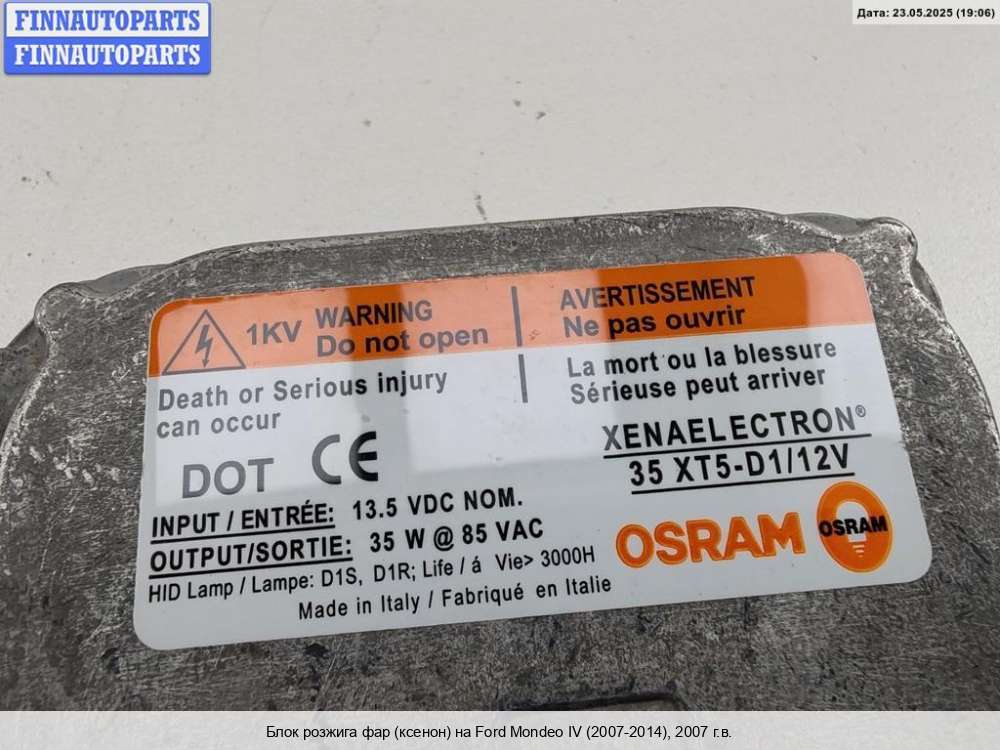 FINNAUTOPARTS
FINNAUTOPARTS
Дата: 23.05.2025 (19:06)
1KV
WARNING
Do not open
AVERTISSEMENT
Ne pas ouvrir
Death or Serious injury
can occur
La mort ou la blessure
Sérieuse peut arriver
DOT CE
XENAELECTRON®
35 XT5-D1/12V
INPUT / ENTRÉE: 13.5 VDC NOM.
OUTPUT/SORTIE: 35 W @ 85 VAC
HID Lamp / Lampe: D1S, D1R; Life / á Vie> 3000H
Made in Italy / Fabriqué en Italie
OSRAM
OSRAM
Блок розжига фар (ксенон) на Ford Mondeo IV (2007-2014), 2007 г.в.